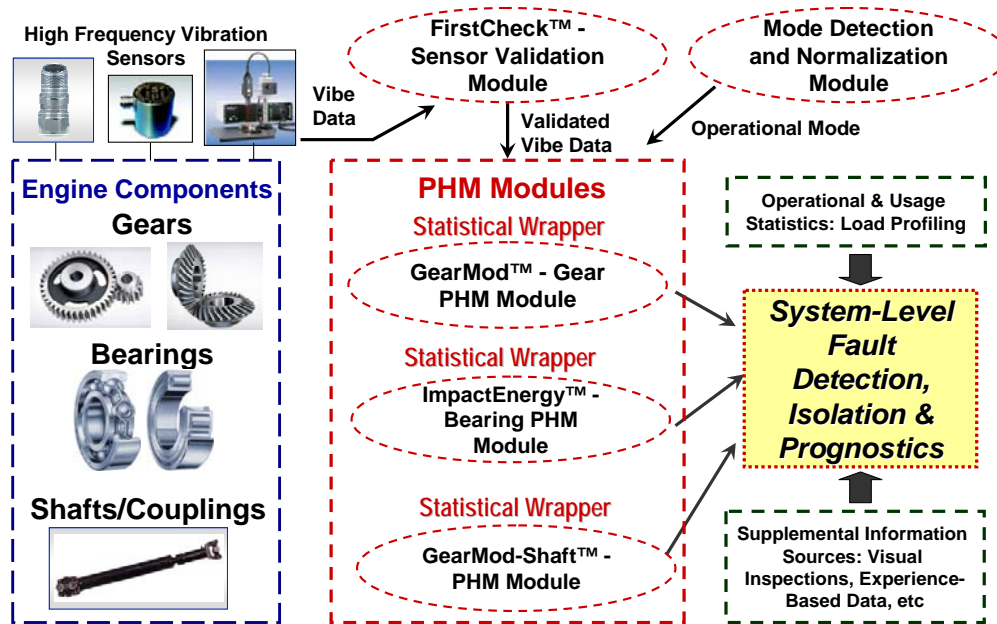 High Frequency Vibration
Sensors
Vibe
Data
FirstCheck™ -
Sensor Validation
Module
Mode Detection
and Normalization
Module
Validated
Vibe Data
Operational Mode
Engine Components
Gears
Bearings
Shafts/Couplings
PHM Modules
Statistical Wrapper
GearMod™ - Gear
PHM Module
Statistical Wrapper
ImpactEnergy™ -
Bearing PHM
Module
Statistical Wrapper
GearMod-Shaft™ -
PHM Module
Operational & Usage
Statistics: Load Profiling
System-Level
Fault
Detection,
Isolation &
Prognostics
Supplemental Information
Sources: Visual
Inspections, Experience-
Based Data, etc